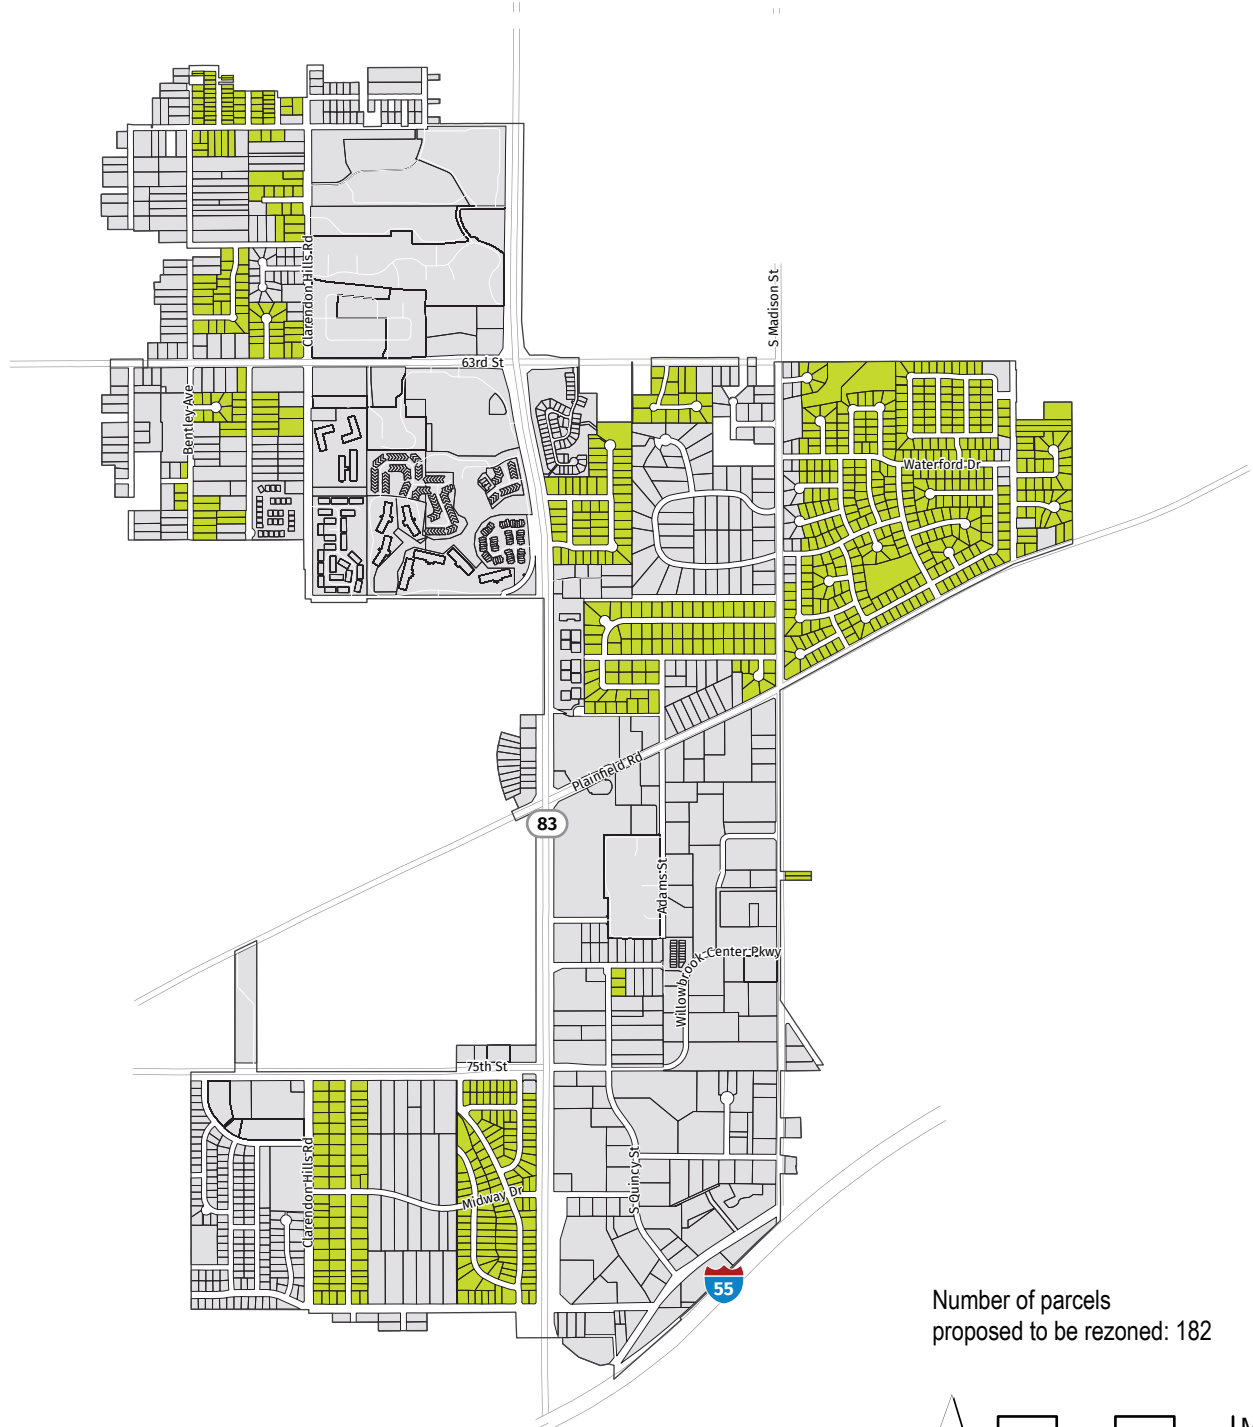 S Madison St
Clarendon Hills Rd
63rd St
Bentley Ave
Waterford Dr
Plainfield Rd
83
Adams St
Willowbrook Center Pkwy
75th St
Clarendon Hills Rd
Midway Dr
S Quincy St
55
Number of parcels
proposed to be rezoned: 182